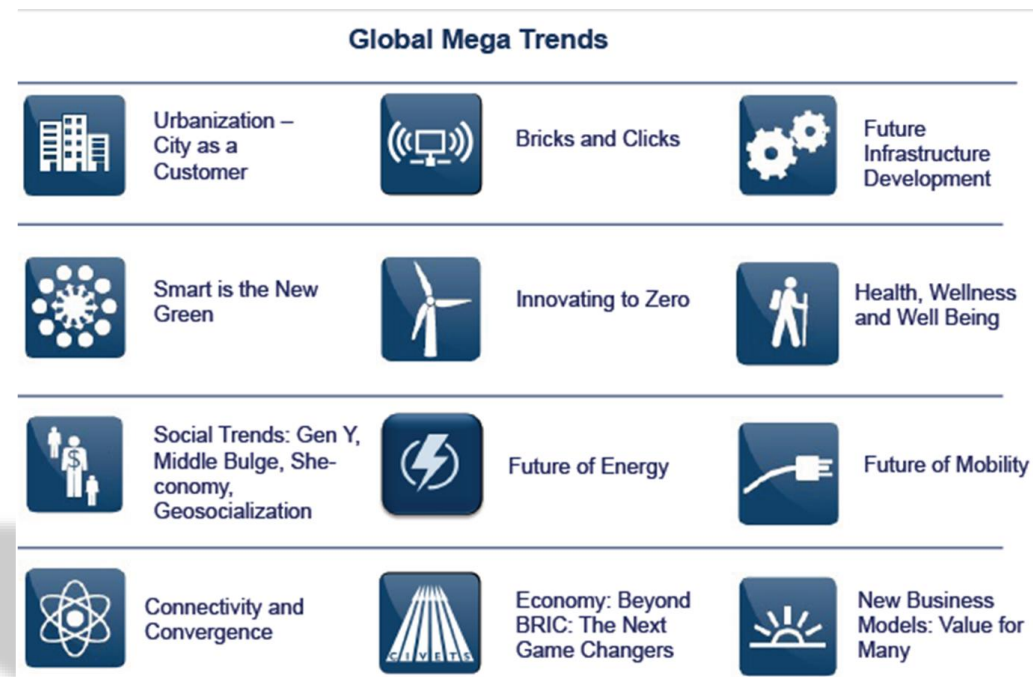 Global Mega Trends
Urbanization –
City as a
Customer
Bricks and Clicks
Future
Infrastructure
Development
Smart is the New
Green
Innovating to Zero
Health, Wellness
and Well Being
$
Social Trends: Gen Y,
Middle Bulge, She-
conomy,
Geosocialization
Future of Energy
Future of Mobility
Connectivity and
Convergence
C I V E T S
Economy: Beyond
BRIC: The Next
Game Changers
New Business
Models: Value for
Many